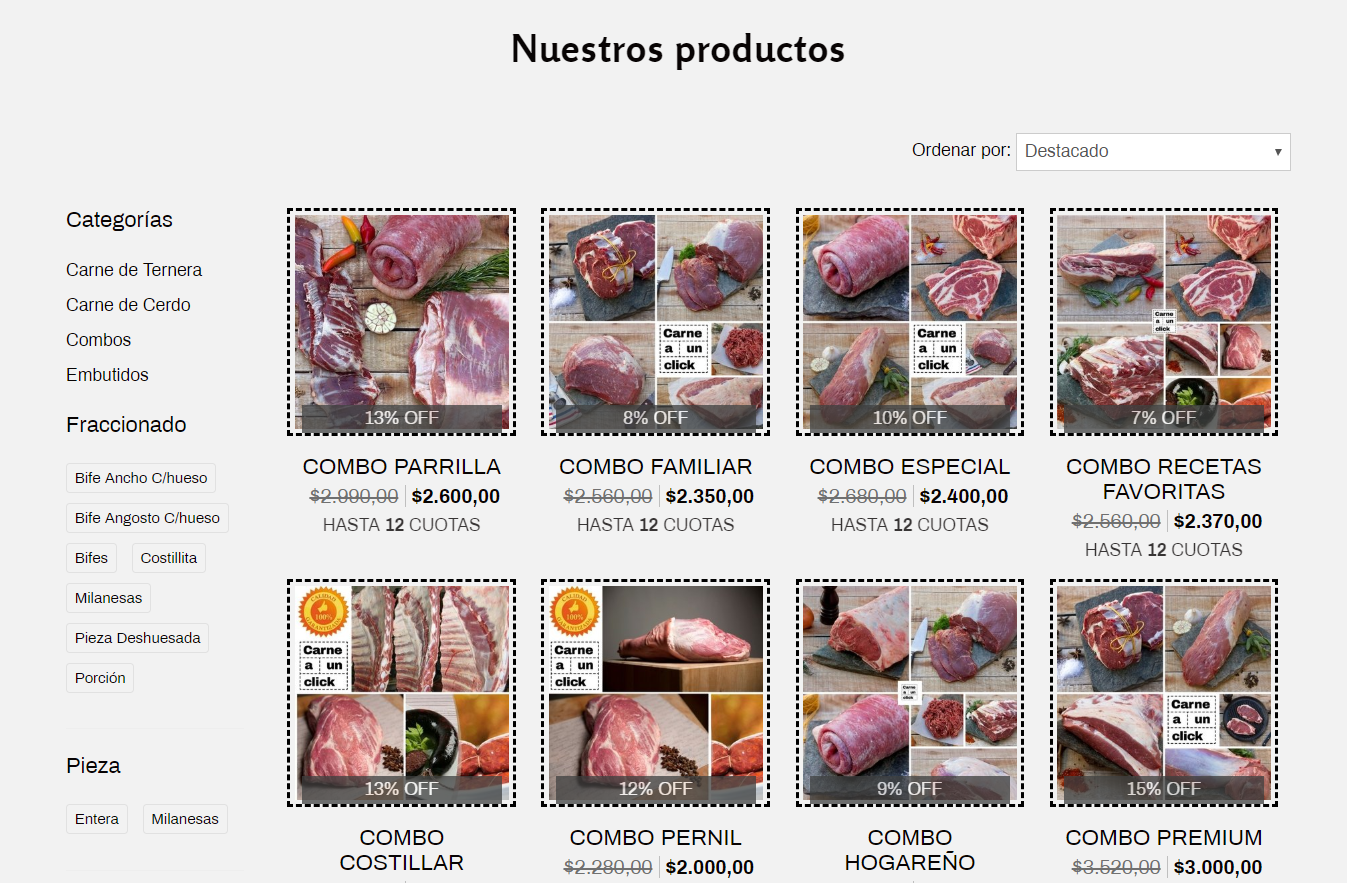 Nuestros productos
Ordenar por: Destacado
Categorías
Carne de Ternera
Carne de Cerdo
Combos
Embutidos
Fraccionado
Bife Ancho C/hueso
Bife Angosto C/hueso
Bifes Costillita
Milanesas
Pieza Deshuesada
Porción
Pieza
Entera Milanesas
13% OFF
COMBO PARRILLA
$2.990,00 $2.600,00
HASTA 12 CUOTAS
Carne
a un
click
8% OFF
COMBO FAMILIAR
$2.560,00 $2.350,00
HASTA 12 CUOTAS
Carne
a un
click
10% OFF
COMBO ESPECIAL
$2.680,00 $2.400,00
HASTA 12 CUOTAS
Carne
a un
click
7% OFF
COMBO RECETAS
FAVORITAS
$2.560,00 $2.370,00
HASTA 12 CUOTAS
CALIDAD
100%
GARANTIZADA
Carne
a un
click
13% OFF
COMBO
COSTILLAR
CALIDAD
100%
GARANTIZADA
Carne
a un
click
12% OFF
COMBO PERNIL
$2.280,00 $2.000,00
Carne
a un
click
9% OFF
COMBO
HOGAREÑO
Carne
a un
click
15% OFF
COMBO PREMIUM
$3.520,00 $3.000,00